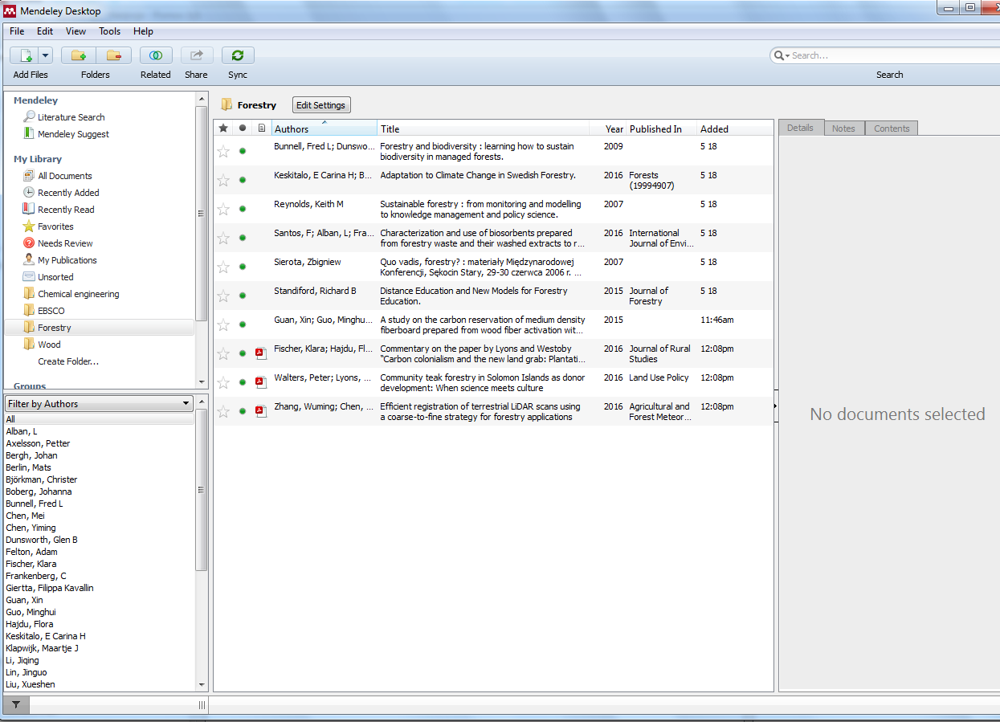 Mendeley Desktop
File Edit View Tools Help
Add Files Folders Related Share Sync
Search...
Search
Mendeley
Literature Search
Mendeley Suggest
My Library
All Documents
Recently Added
Recently Read
Favorites
Needs Review
My Publications
Unsorted
Chemical engineering
EBSCO
Forestry
Wood
Create Folder...
Groups
Filter by Authors
All
Alban, L
Axelsson, Petter
Bergh, Johan
Berlin, Mats
Björkman, Christer
Boberg, Johanna
Bunnell, Fred L
Chen, Mei
Chen, Yiming
Dunsworth, Glen B
Felton, Adam
Fischer, Klara
Frankenberg, C
Giertta, Filippa Kavallin
Guan, Xin
Guo, Minghui
Hajdu, Flora
Keskitalo, E Carina H
Klapwijk, Maartje J
Li, Jiqing
Lin, Jinguo
Liu, Xueshen
Forestry Edit Settings
Authors Title Year Published In Added
Bunnell, Fred L; Dunswo... Forestry and biodiversity : learning how to sustain 2009 5 18
biodiversity in managed forests.
Keskitalo, E Carina H; B... Adaptation to Climate Change in Swedish Forestry. 2016 Forests 5 18
(19994907)
Reynolds, Keith M Sustainable forestry : from monitoring and modelling 2007 5 18
to knowledge management and policy science.
Santos, F; Alban, L; Fra... Characterization and use of biosorbents prepared 2016 International 5 18
from forestry waste and their washed extracts to r... Journal of Envi...
Sierota, Zbigniew Quo vadis, forestry? : materiały Międzynarodowej 2007 5 18
Konferencji, Sękocin Stary, 29-30 czerwca 2006 r. ...
Standiford, Richard B Distance Education and New Models for Forestry 2015 Journal of 5 18
Education. Forestry
Guan, Xin; Guo, Minghu... A study on the carbon reservation of medium density 2015 11:46am
fiberboard prepared from wood fiber activation wit...
Fischer, Klara; Hajdu, Fl... Commentary on the paper by Lyons and Westoby 2016 Journal of Rural 12:08pm
"Carbon colonialism and the new land grab: Plantati... Studies
Walters, Peter; Lyons, ... Community teak forestry in Solomon Islands as donor 2016 Land Use Policy 12:08pm
development: When science meets culture
Zhang, Wuming; Chen, ... Efficient registration of terrestrial LiDAR scans using 2016 Agricultural and 12:08pm
a coarse-to-fine strategy for forestry applications Forest Meteor...
Details Notes Contents
No documents selected